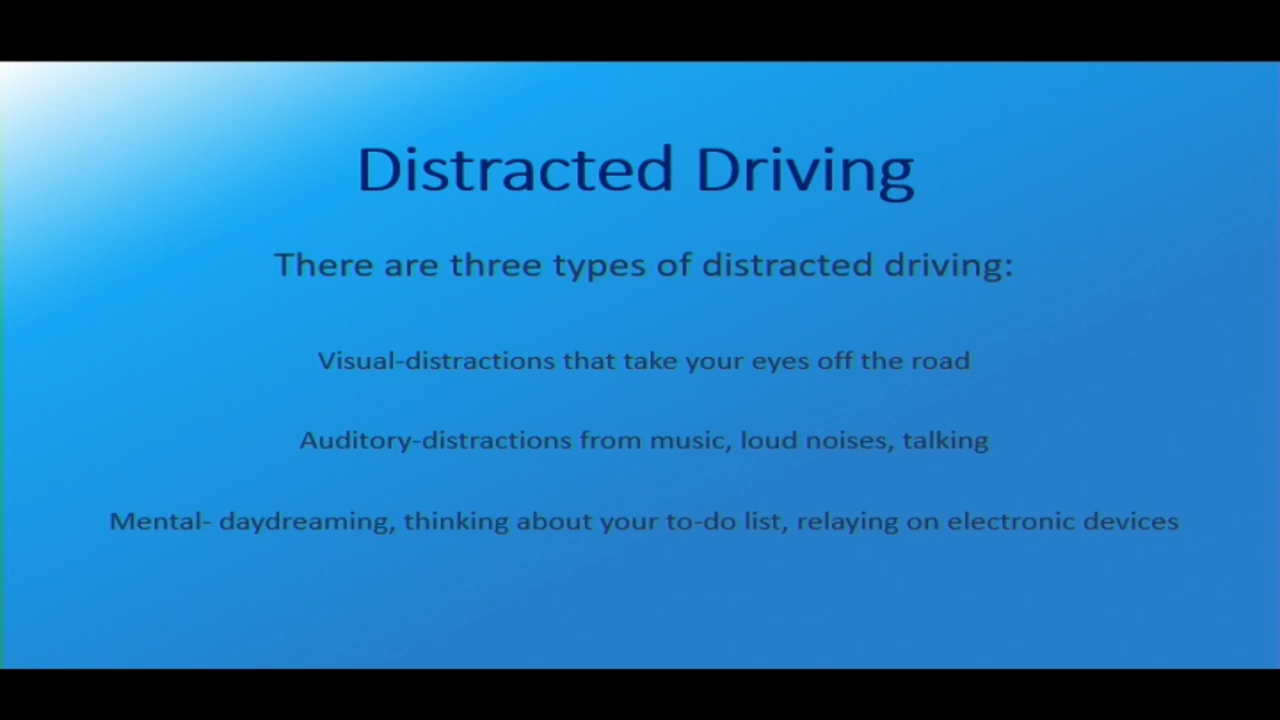 Distracted Driving
There are three types of distracted driving:
Visual-distractions that take your eyes off the road
Auditory-distractions from music, loud noises, talking
Mental- daydreaming, thinking about your to-do list, relaying on electronic devices